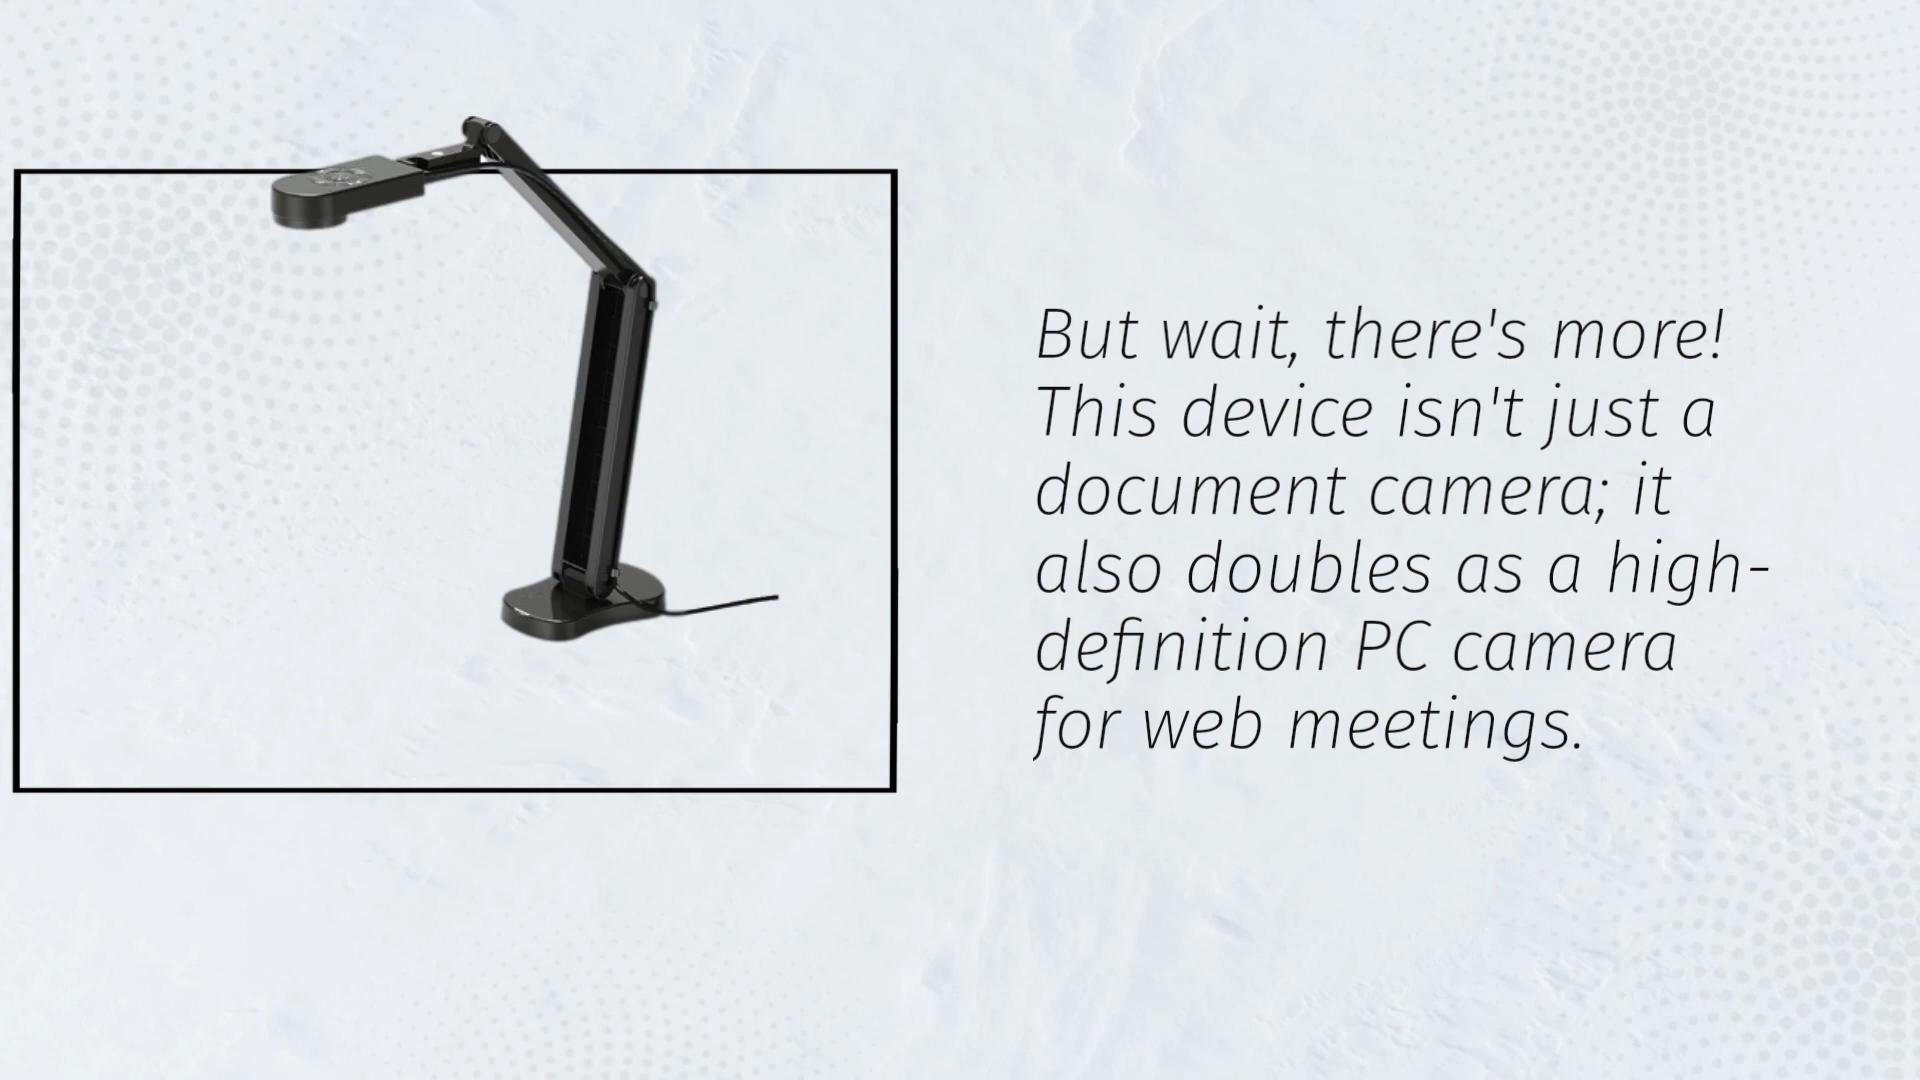 But wait, there's more!
This device isn't just a
document camera; it
also doubles as a high-
definition PC camera
for web meetings.